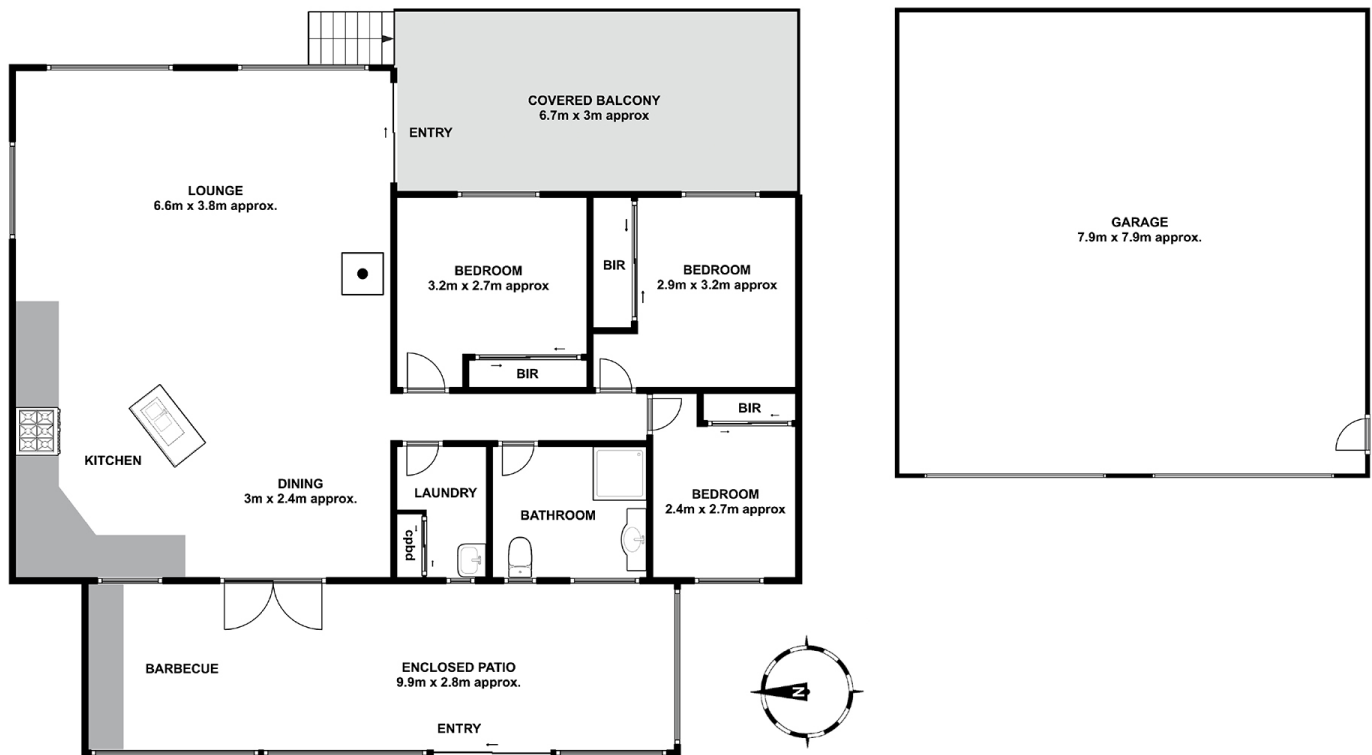 COVERED BALCONY
6.7m x 3m approx
ENTRY
LOUNGE
6.6m x 3.8m approx.
GARAGE
7.9m x 7.9m approx.
BEDROOM
3.2m x 2.7m approx
BIR
BEDROOM
2.9m x 3.2m approx
BIR
BIR
KITCHEN
DINING
3m x 2.4m approx.
LAUNDRY
cpbd
BATHROOM
BEDROOM
2.4m x 2.7m approx
BARBECUE
ENCLOSED PATIO
9.9m x 2.8m approx.
ENTRY
N